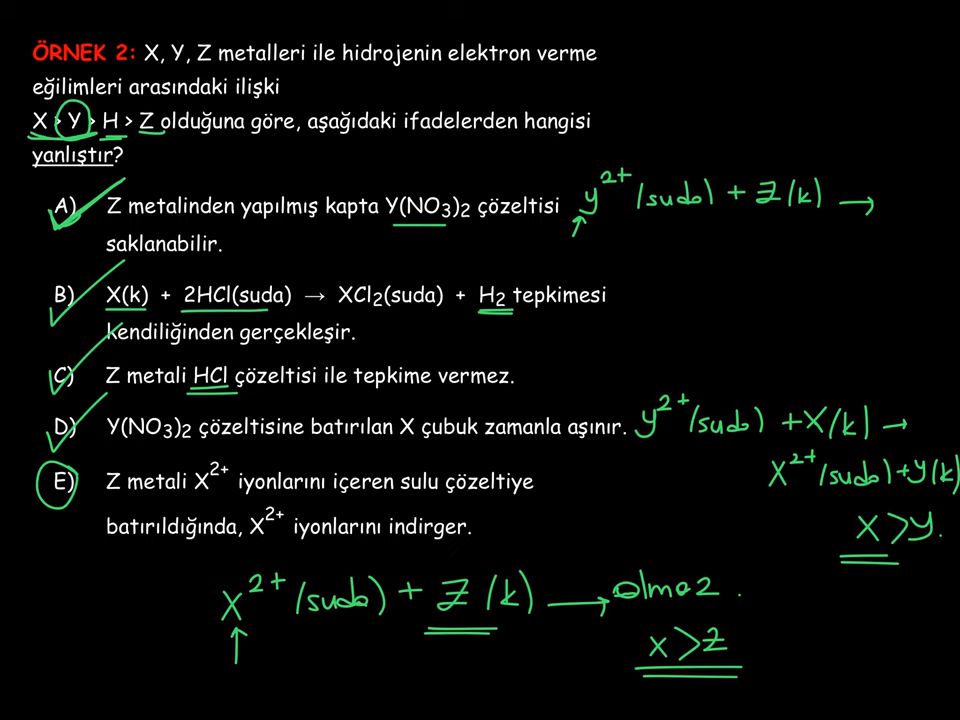 ÖRNEK 2: X, Y, Z metalleri ile hidrojenin elektron verme
eğilimleri arasındaki ilişki
X > Y > H > Z olduğuna göre, aşağıdaki ifadelerden hangisi
yanlıştır?
A) Z metalinden yapılmış kapta Y(NO3)2 çözeltisi
saklanabilir.
y2+ (suda) + Z(k) →
B) X(k) + 2HCl(suda) → XCl2(suda) + H2 tepkimesi
kendiliğinden gerçekleşir.
C) Z metali HCl çözeltisi ile tepkime vermez.
D) Y(NO3)2 çözeltisine batırılan X çubuk zamanla aşınır.
y2+ (suda) + X(k) →
X2+ (suda) + y(k)
X > y.
E) Z metali X2+ iyonlarını içeren sulu çözeltiye
batırıldığında, X2+ iyonlarını indirger.
X2+ (suda) + Z(k) → olmaz.
X > Z